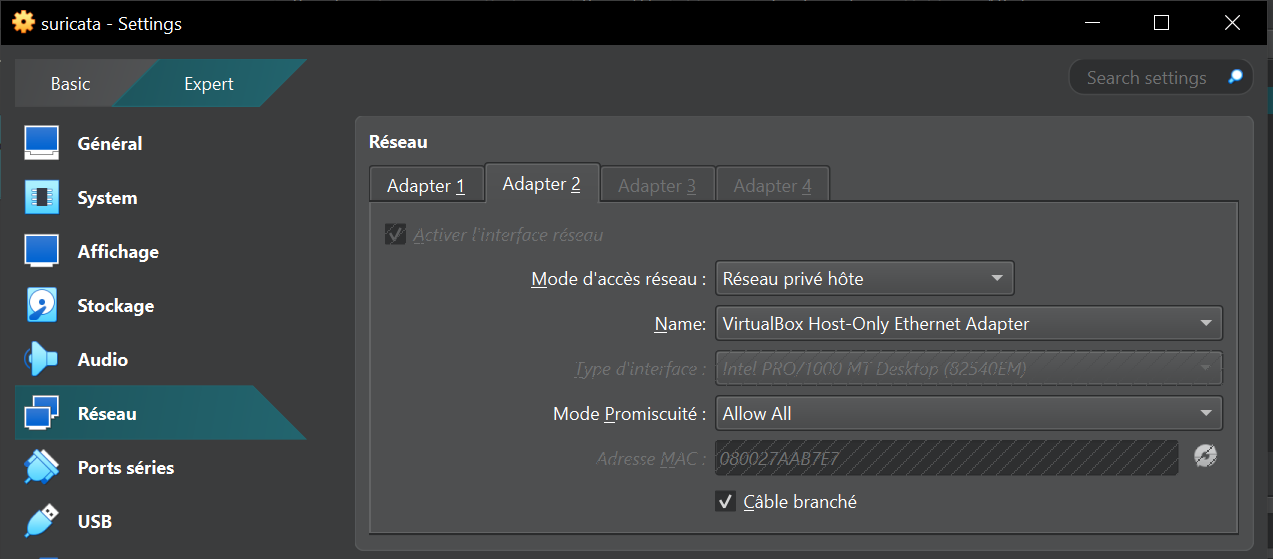 suricata - Settings
Basic
Expert
Search settings
Général
System
Affichage
Stockage
Audio
Réseau
Ports séries
USB
Réseau
Adapter 1
Adapter 2
Adapter 3
Adapter 4
Activer l'interface réseau
Mode d'accès réseau : Réseau privé hôte
Name: VirtualBox Host-Only Ethernet Adapter
Type d'interface : Intel PRO/1000 MT Desktop (82540EM)
Mode Promiscuité : Allow All
Adresse MAC : 080027AAB7E7
Câble branché